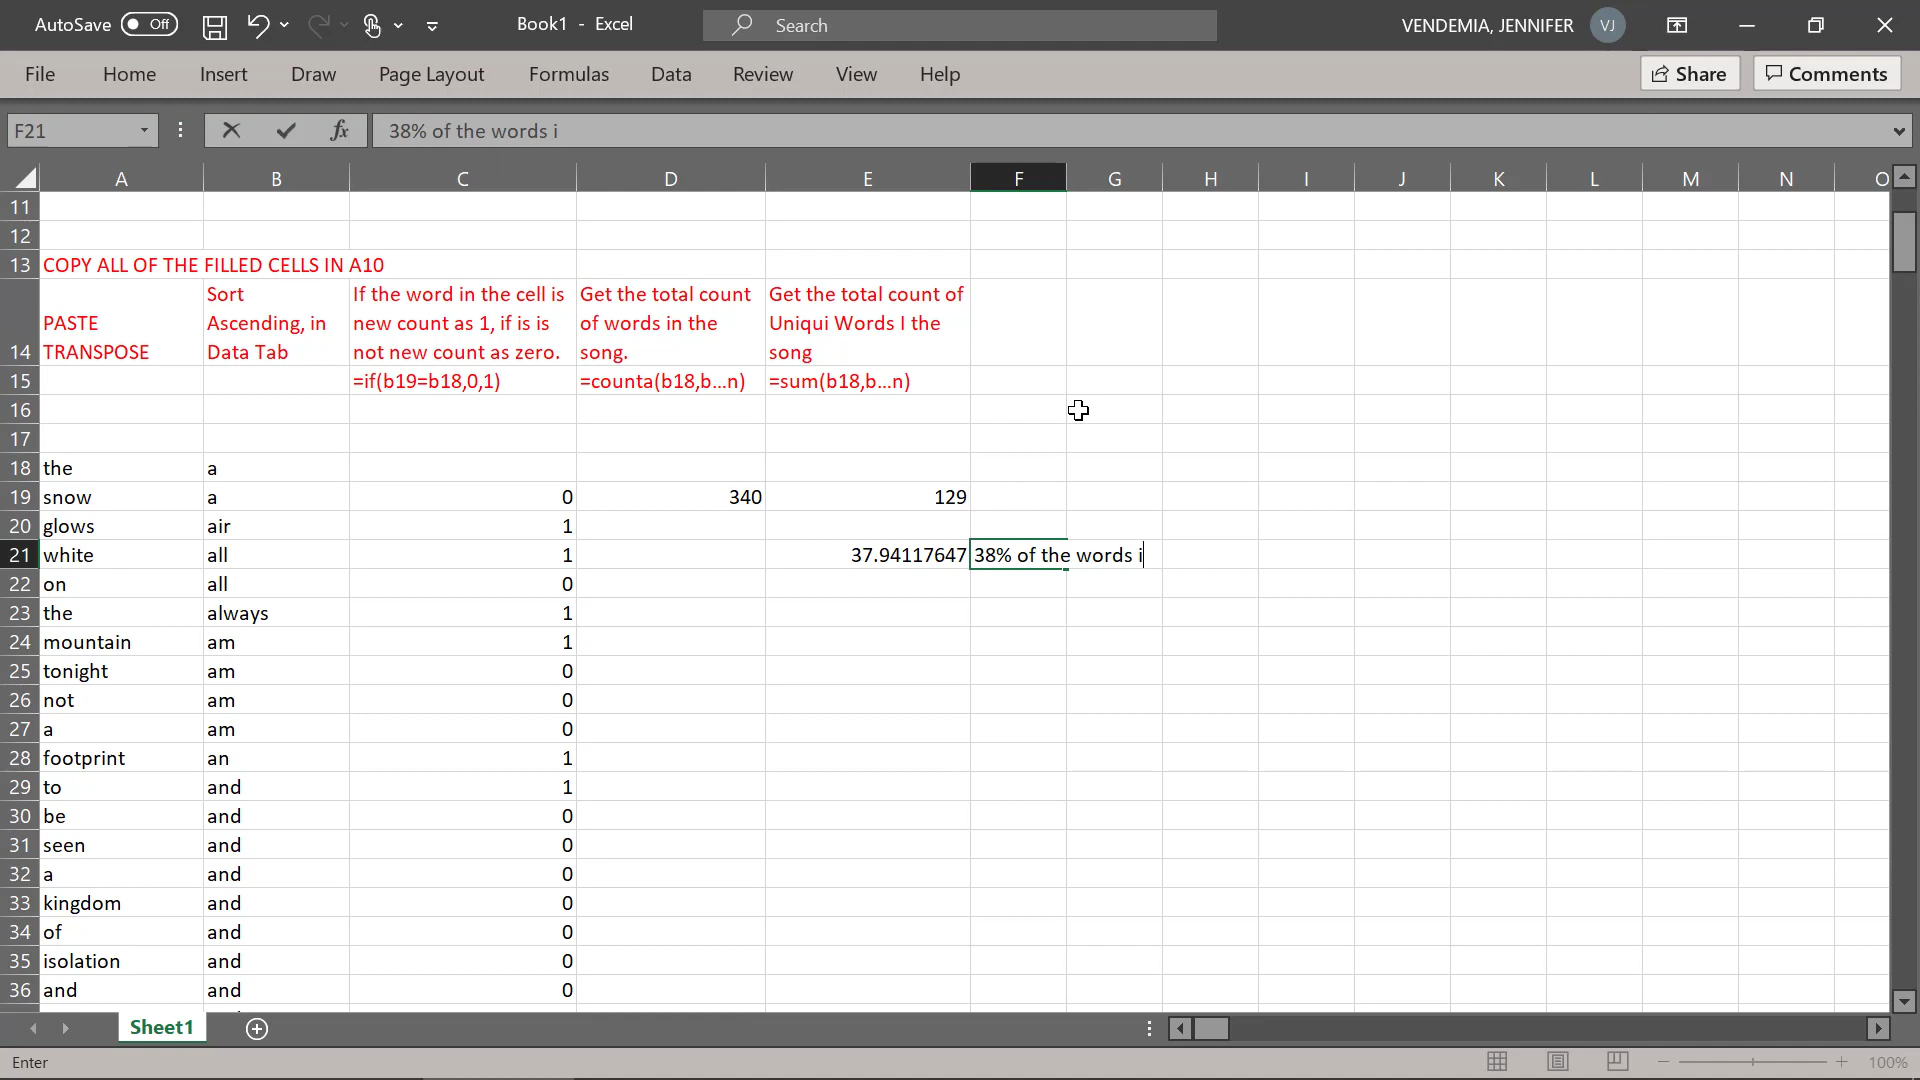 AutoSave Off Book1 - Excel Search VENDEMIA, JENNIFER VJ
File Home Insert Draw Page Layout Formulas Data Review View Help Share Comments
F21 fx 38% of the words i
A B C D E F G H I J K L M N O
11
12
13 COPY ALL OF THE FILLED CELLS IN A10
14 PASTE TRANSPOSE
Sort Ascending, in Data Tab
If the word in the cell is new count as 1, if is is not new count as zero.
Get the total count of words in the song.
Get the total count of Uniqui Words I the song
15 =if(b19=b18,0,1) =counta(b18,b...n) =sum(b18,b...n)
16
17
18 the a
19 snow a 0 340 129
20 glows air 1
21 white all 1 37.94117647 38% of the words i
22 on all 0
23 the always 1
24 mountain am 1
25 tonight am 0
26 not am 0
27 a am 0
28 footprint an 1
29 to and 1
30 be and 0
31 seen and 0
32 a and 0
33 kingdom and 0
34 of and 0
35 isolation and 0
36 and and 0
Sheet1
Enter 100%